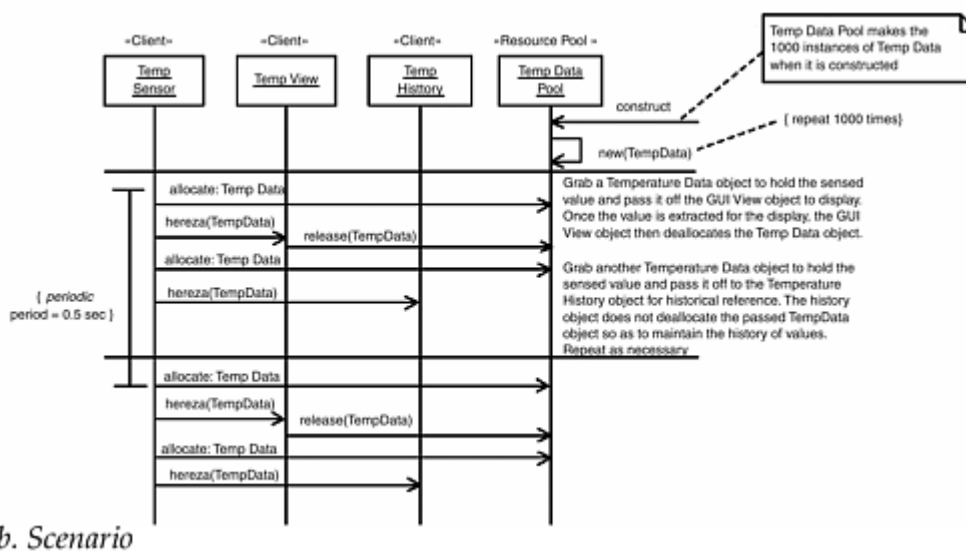 Temp Data Pool makes the
1000 instances of Temp Data
when it is constructed
«Client»
«Client»
«Client»
«Resource Pool »
Temp
Sensor
Temp View
Temp
Histtory
Temp Data
Pool
construct
{ repeat 1000 times}
new(TempData)
allocate: Temp Data
Grab a Temperature Data object to hold the sensed
value and pass it off the GUI View object to display.
Once the value is extracted for the display, the GUI
View object then deallocates the Temp Data object.
hereza(TempData)
release(TempData)
allocate: Temp Data
Grab another Temperature Data object to hold the
sensed value and pass it off to the Temperature
History object for historical reference. The history
object does not deallocate the passed TempData
object so as to maintain the history of values.
Repeat as necessary
hereza(TempData)
{ periodic
period = 0.5 sec }
allocate: Temp Data
hereza(TempData)
release(TempData)
allocate: Temp Data
hereza(TempData)
b. Scenario